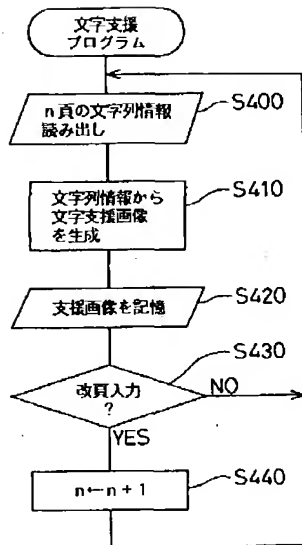 文字支援
プログラム
n頁の文字列情報
読み出し
S400
文字列情報から
文字支援画像
を生成
S410
支援画像を記憶
S420
改頁入力
?
S430
NO
YES
n←n+1
S440